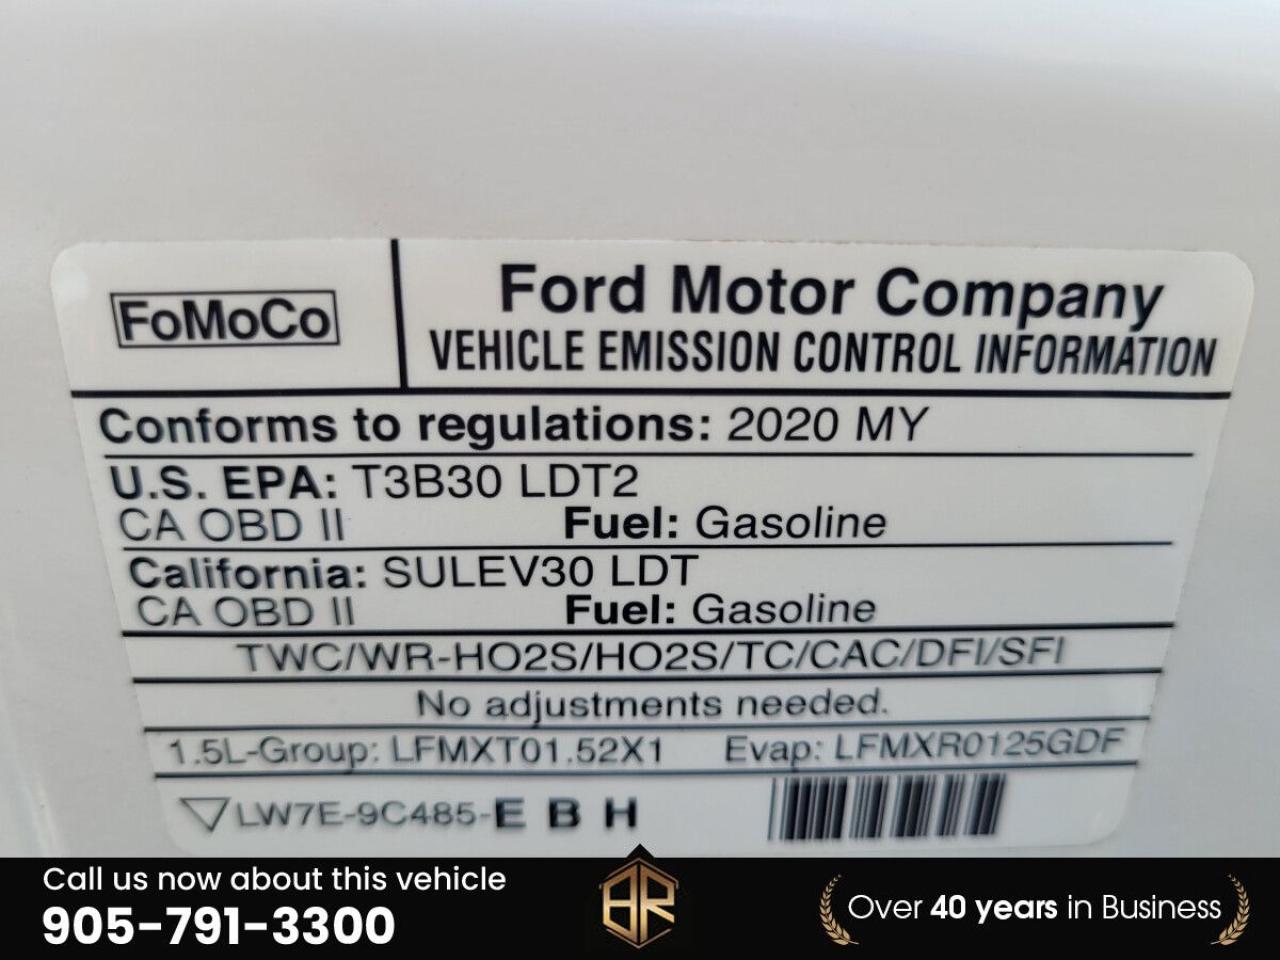 FoMoCo
Ford Motor Company
VEHICLE EMISSION CONTROL INFORMATION
Conforms to regulations: 2020 MY
U.S. EPA: T3B30 LDT2
CA OBD II Fuel: Gasoline
California: SULEV30 LDT
CA OBD II Fuel: Gasoline
TWC/WR-HO2S/HO2S/TC/CAC/DFI/SFI
No adjustments needed.
1.5L-Group: LFMXT01.52X1 Evap: LFMXR0125GDF
LW7E-9C485-E B H
Call us now about this vehicle
905-791-3300
BR
Over 40 years in Business